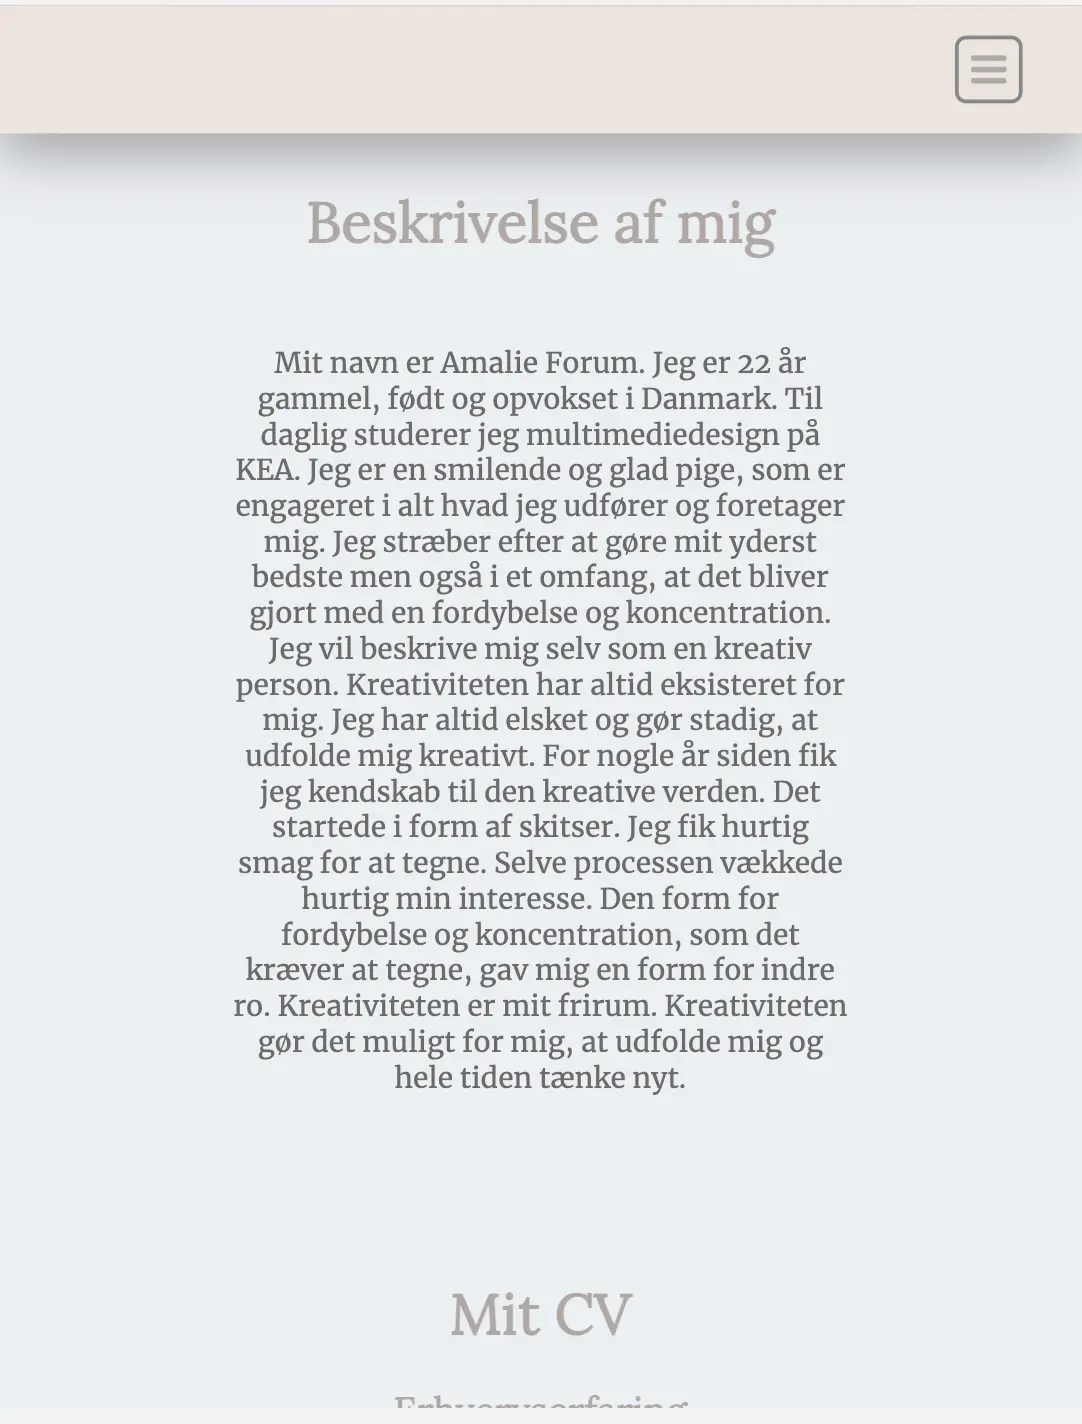 Beskrivelse af mig
Mit navn er Amalie Forum. Jeg er 22 år
gammel, født og opvokset i Danmark. Til
daglig studerer jeg multimediedesign på
KEA. Jeg er en smilende og glad pige, som er
engageret i alt hvad jeg udfører og foretager
mig. Jeg stræber efter at gøre mit yderst
bedste men også i et omfang, at det bliver
gjort med en fordybelse og koncentration.
Jeg vil beskrive mig selv som en kreativ
person. Kreativiteten har altid eksisteret for
mig. Jeg har altid elsket og gør stadig, at
udfolde mig kreativt. For nogle år siden fik
jeg kendskab til den kreative verden. Det
startede i form af skitser. Jeg fik hurtig
smag for at tegne. Selve processen vækkede
hurtig min interesse. Den form for
fordybelse og koncentration, som det
kræver at tegne, gav mig en form for indre
ro. Kreativiteten er mit frirum. Kreativiteten
gør det muligt for mig, at udfolde mig og
hele tiden tænke nyt.
Mit CV
Erhvervserfaring